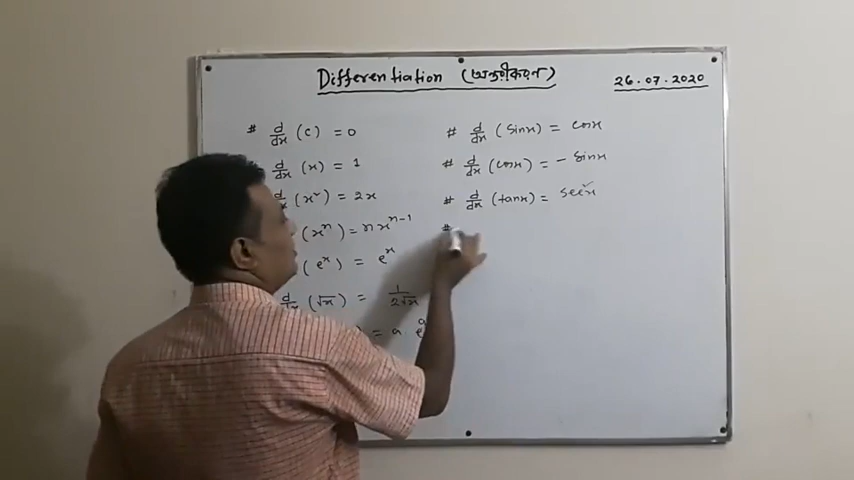 Differentiation (অন্তরীকরণ)
26.07.2020
# d/dx (c) = 0
d/dx (x) = 1
d/dx (x²) = 2x
(xⁿ) = nxⁿ⁻¹
(eˣ) = eˣ
d/dx (√x) = 1/2√x
) = a. e
# d/dx (sinx) = cosx
# d/dx (cosx) = - sinx
# d/dx (tanx) = sec²x
#